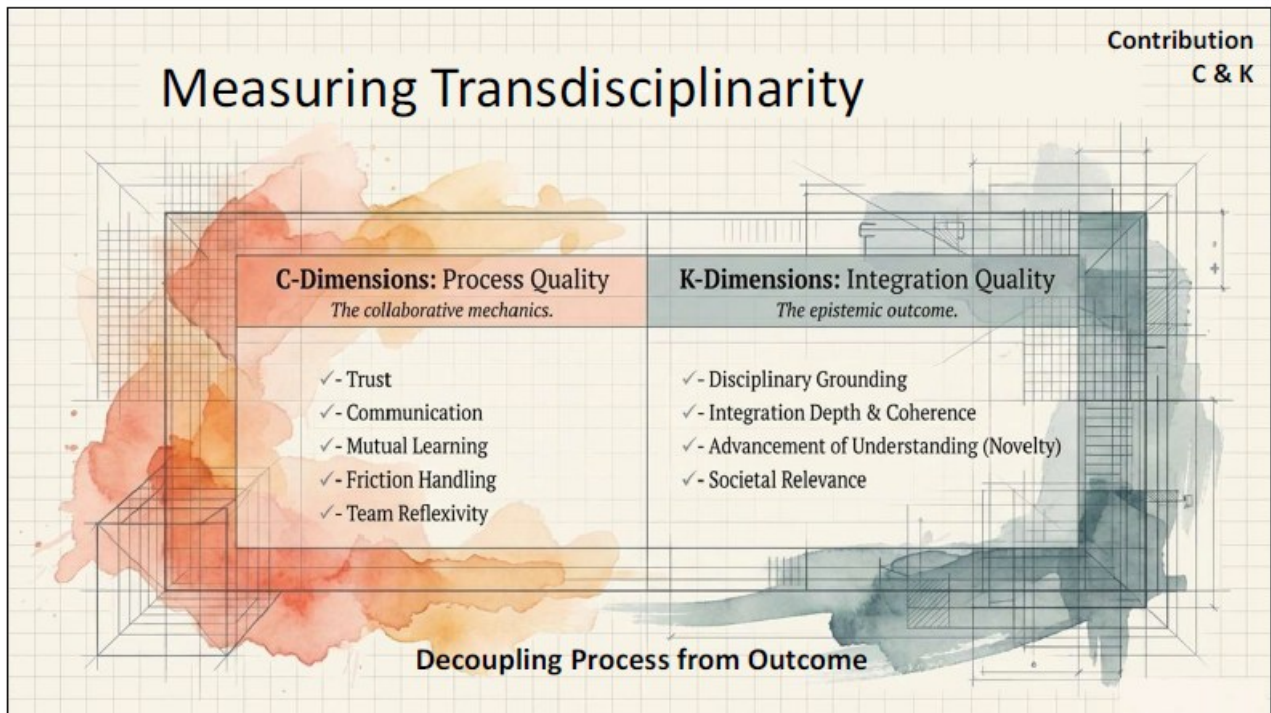 Contribution
C & K
Measuring Transdisciplinarity
C-Dimensions: Process Quality
The collaborative mechanics.
✓- Trust
✓- Communication
✓- Mutual Learning
✓- Friction Handling
✓- Team Reflexivity
K-Dimensions: Integration Quality
The epistemic outcome.
✓- Disciplinary Grounding
✓- Integration Depth & Coherence
✓- Advancement of Understanding (Novelty)
✓- Societal Relevance
Decoupling Process from Outcome